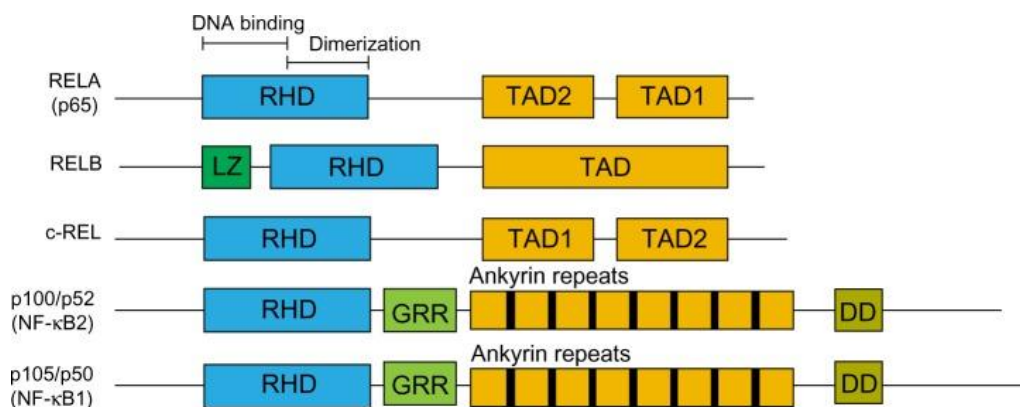 DNA binding
Dimerization
RELA
(p65)
RHD TAD2 TAD1
RELB
LZ RHD TAD
c-REL
RHD TAD1 TAD2
Ankyrin repeats
p100/p52
(NF-κB2)
RHD GRR DD
Ankyrin repeats
p105/p50
(NF-κB1)
RHD GRR DD